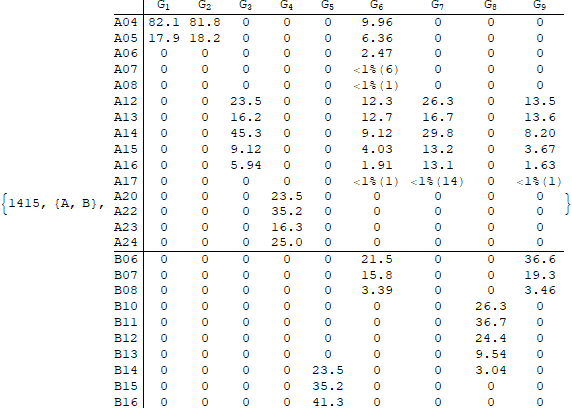 G₁ G₂ G₃ G₄ G₅ G₆ G₇ G₈ G₉
A04 82.1 81.8 0 0 0 9.96 0 0 0
A05 17.9 18.2 0 0 0 6.36 0 0 0
A06 0 0 0 0 0 2.47 0 0 0
A07 0 0 0 0 0 <1%(6) 0 0 0
A08 0 0 0 0 0 <1%(1) 0 0 0
A12 0 0 23.5 0 0 12.3 26.3 0 13.5
A13 0 0 16.2 0 0 12.7 16.7 0 13.6
A14 0 0 45.3 0 0 9.12 29.8 0 8.20
A15 0 0 9.12 0 0 4.03 13.2 0 3.67
A16 0 0 5.94 0 0 1.91 13.1 0 1.63
A17 0 0 0 0 0 <1%(1) <1%(14) 0 <1%(1)
{1415, {A, B}, A20 0 0 0 23.5 0 0 0 0 0 }
A22 0 0 0 35.2 0 0 0 0 0
A23 0 0 0 16.3 0 0 0 0 0
A24 0 0 0 25.0 0 0 0 0 0
B06 0 0 0 0 0 21.5 0 0 36.6
B07 0 0 0 0 0 15.8 0 0 19.3
B08 0 0 0 0 0 3.39 0 0 3.46
B10 0 0 0 0 0 0 0 26.3 0
B11 0 0 0 0 0 0 0 36.7 0
B12 0 0 0 0 0 0 0 24.4 0
B13 0 0 0 0 0 0 0 9.54 0
B14 0 0 0 0 23.5 0 0 3.04 0
B15 0 0 0 0 35.2 0 0 0 0
B16 0 0 0 0 41.3 0 0 0 0